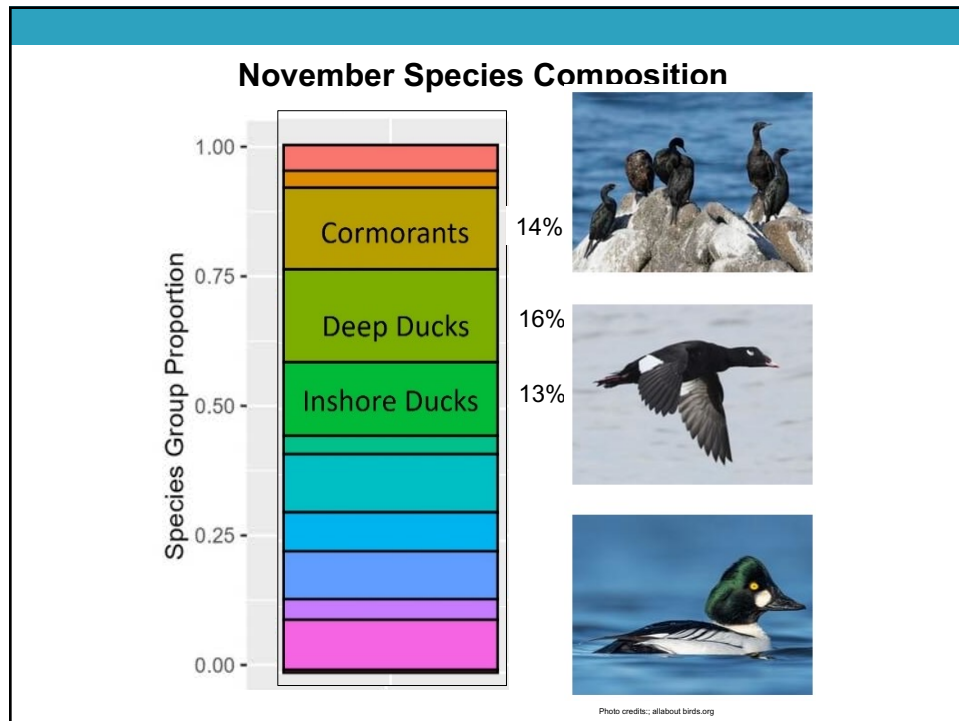 November Species Composition
1.00
Cormorants
14%
0.75
Deep Ducks
16%
Inshore Ducks
13%
0.50
0.25
0.00
Species Group Proportion
Photo credits:; allabout birds.org